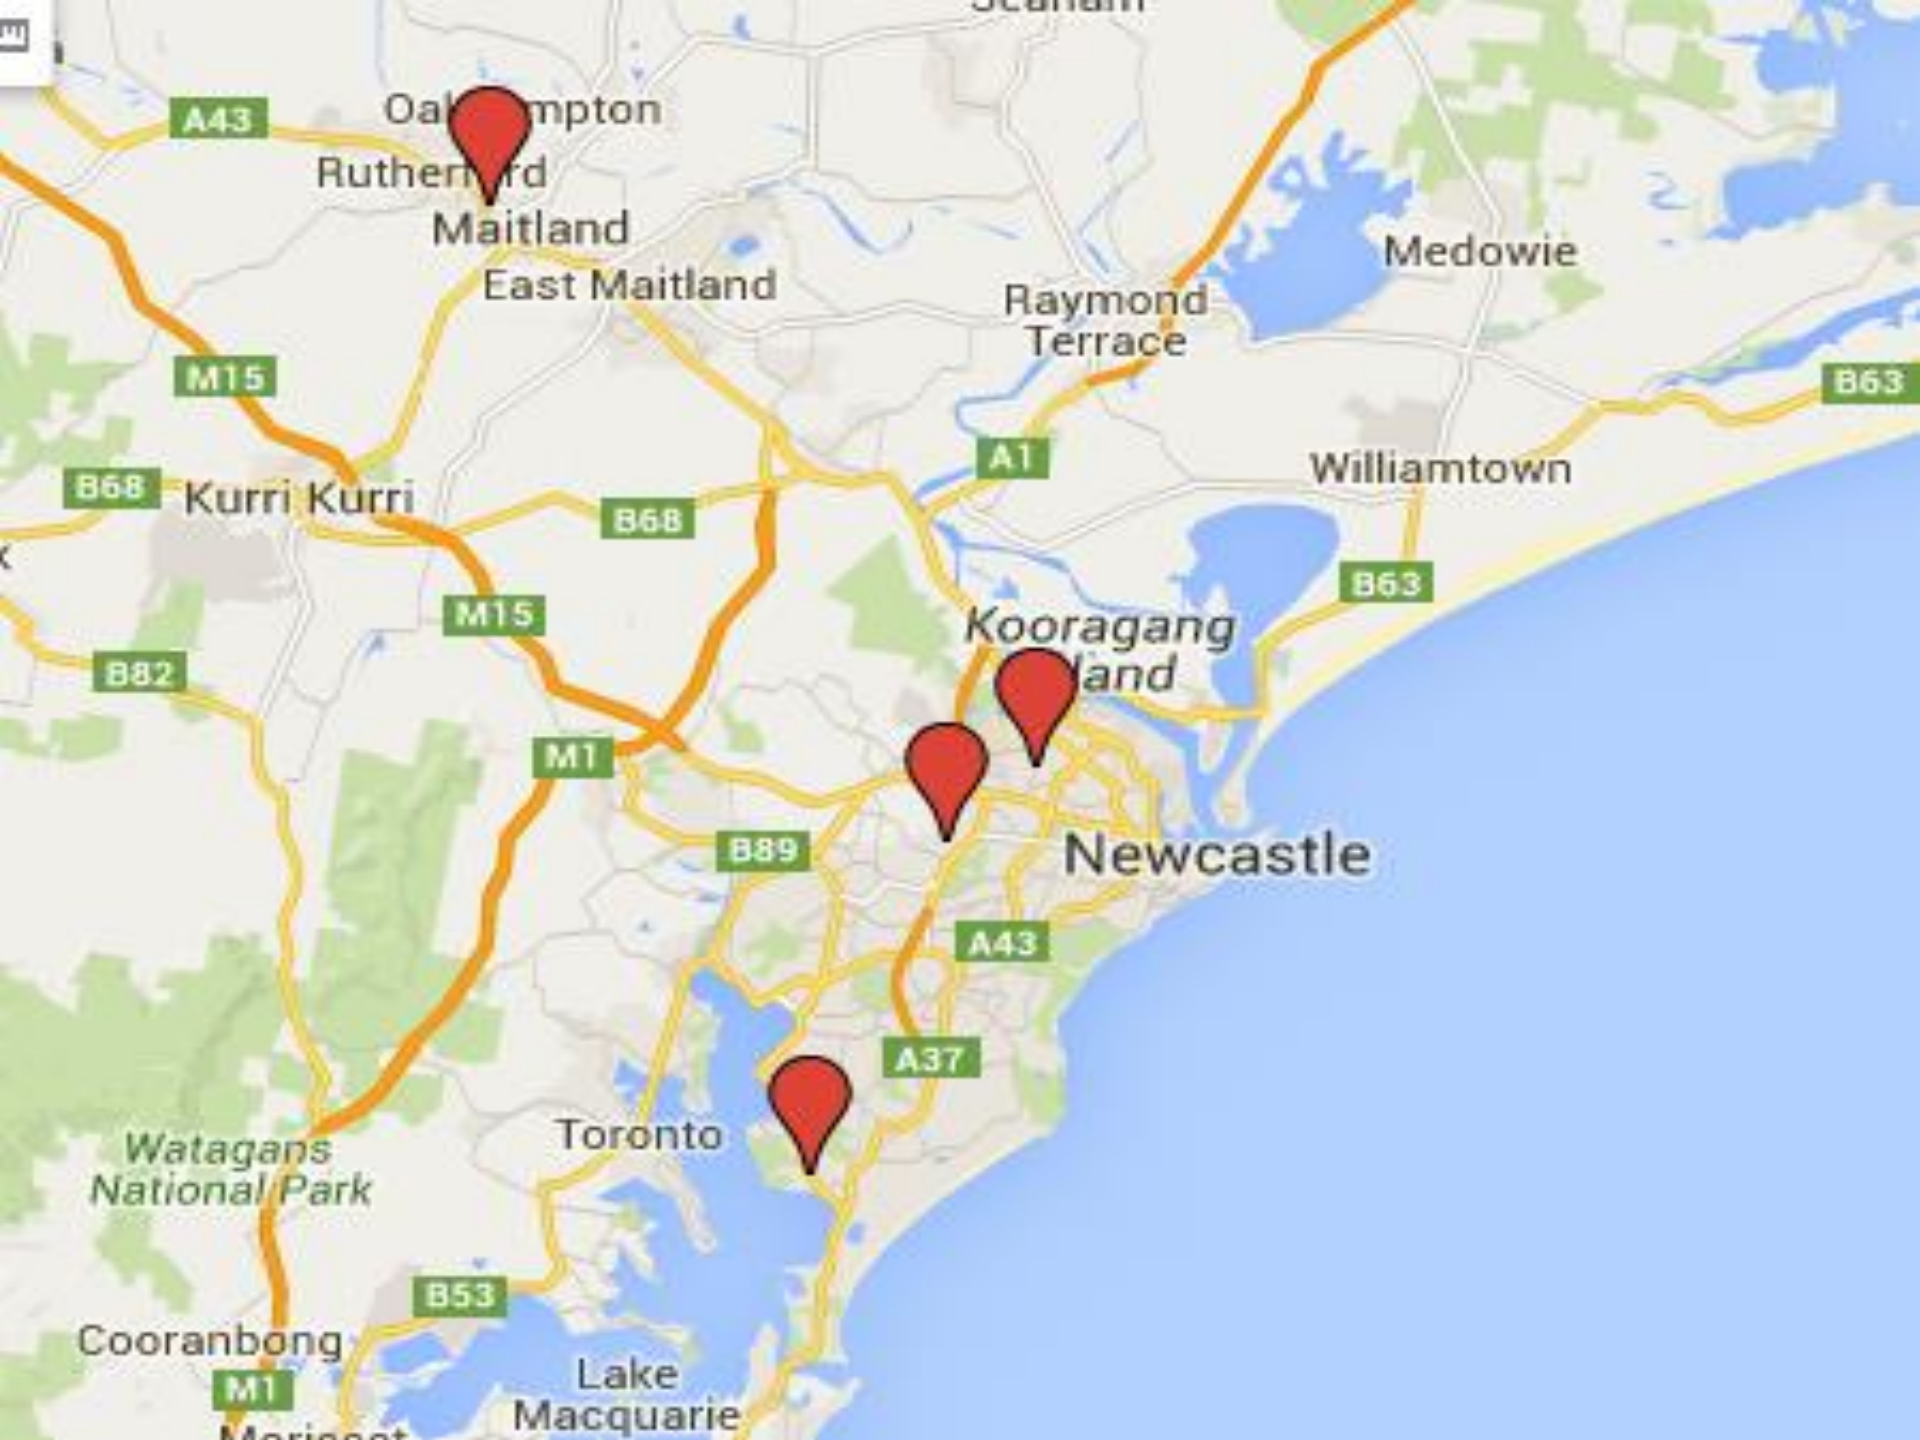 A43
Rutherford
Maitland
East Maitland
Raymond
Terrace
Medowie
M15
B63
A1
Williamtown
B68
Kurri Kurri
B68
B63
M15
Kooragang
B82
M1
B89
Newcastle
A43
A37
Toronto
Watagans
National Park
B53
Cooranbong
M1
Lake
Macquarie